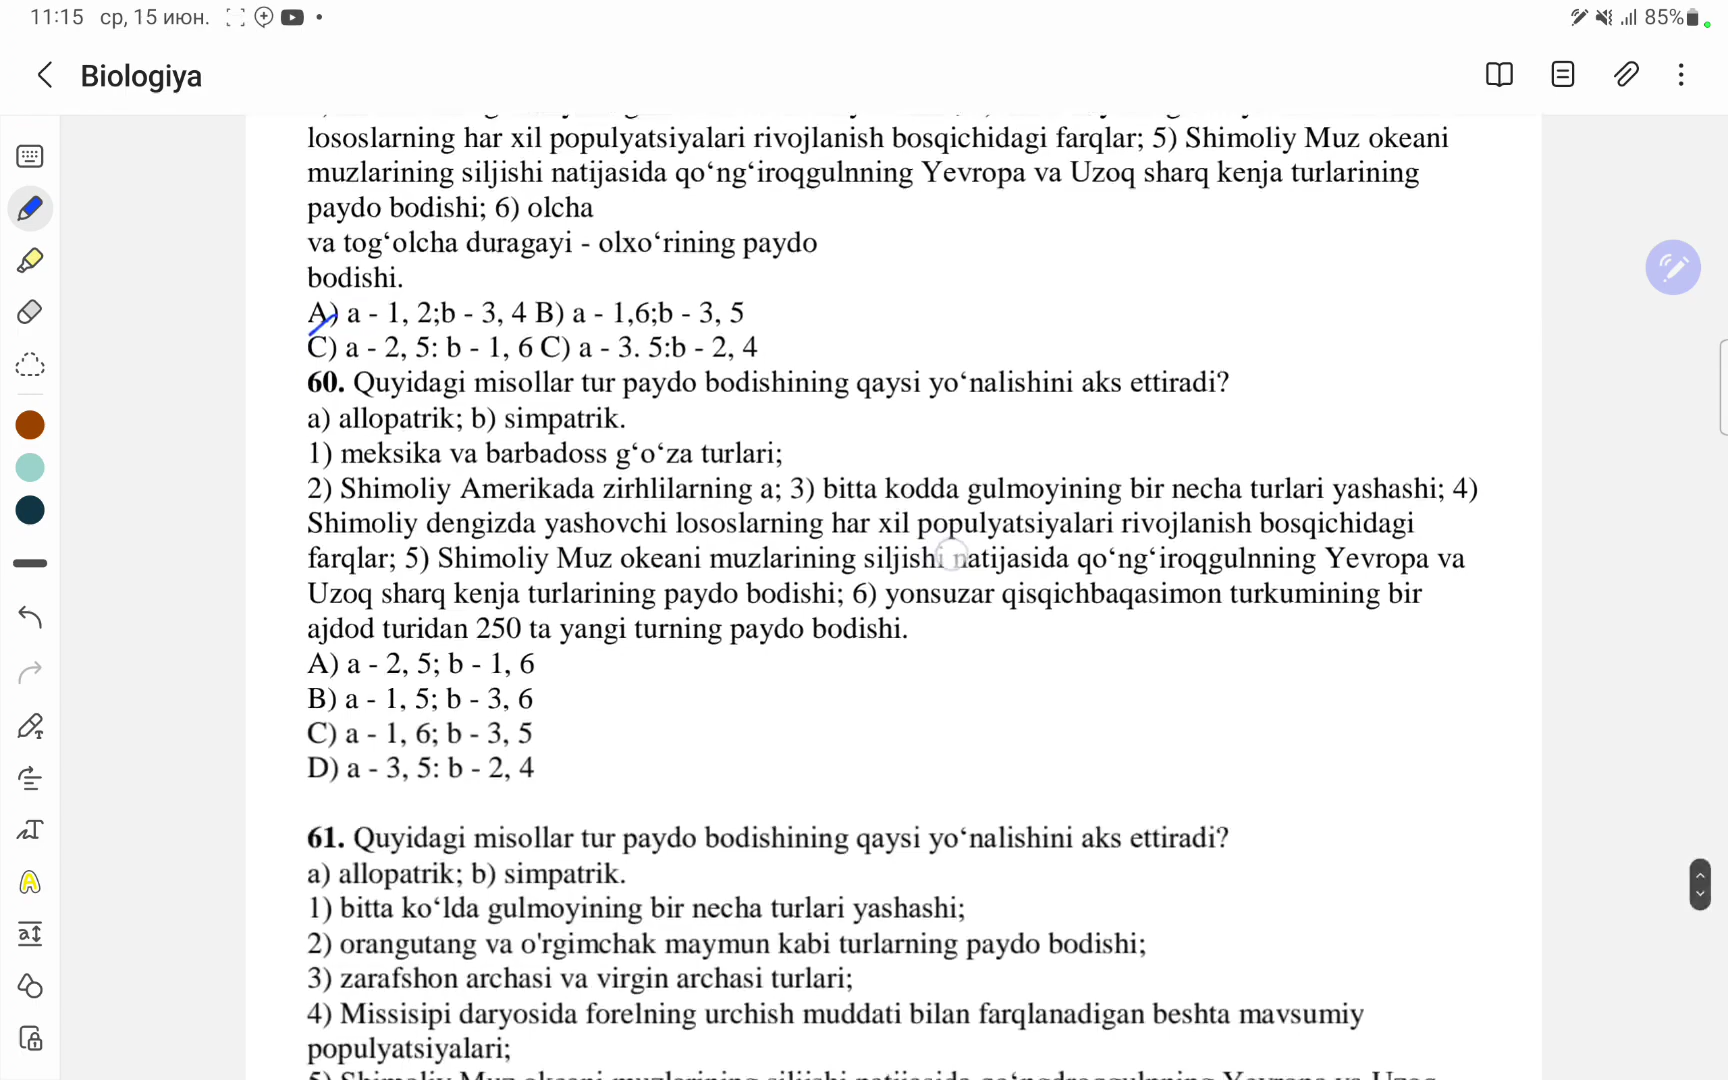 11:15 ср, 15 июн. 85%
Biologiya
lososlarning har xil populyatsiyalari rivojlanish bosqichidagi farqlar; 5) Shimoliy Muz okeani
muzlarining siljishi natijasida qo‘ng‘iroqgulnning Yevropa va Uzoq sharq kenja turlarining
paydo bodishi; 6) olcha
va tog‘olcha duragayi - olxo‘rining paydo
bodishi.
A) a - 1, 2;b - 3, 4 B) a - 1,6;b - 3, 5
C) a - 2, 5: b - 1, 6 C) a - 3. 5:b - 2, 4
60. Quyidagi misollar tur paydo bodishining qaysi yo‘nalishini aks ettiradi?
a) allopatrik; b) simpatrik.
1) meksika va barbadoss g‘o‘za turlari;
2) Shimoliy Amerikada zirhlilarning a; 3) bitta kodda gulmoyining bir necha turlari yashashi; 4)
Shimoliy dengizda yashovchi lososlarning har xil populyatsiyalari rivojlanish bosqichidagi
farqlar; 5) Shimoliy Muz okeani muzlarining siljishi natijasida qo‘ng‘iroqgulnning Yevropa va
Uzoq sharq kenja turlarining paydo bodishi; 6) yonsuzar qisqichbaqasimon turkumining bir
ajdod turidan 250 ta yangi turning paydo bodishi.
A) a - 2, 5; b - 1, 6
B) a - 1, 5; b - 3, 6
C) a - 1, 6; b - 3, 5
D) a - 3, 5: b - 2, 4
61. Quyidagi misollar tur paydo bodishining qaysi yo‘nalishini aks ettiradi?
a) allopatrik; b) simpatrik.
1) bitta ko‘lda gulmoyining bir necha turlari yashashi;
2) orangutang va o'rgimchak maymun kabi turlarning paydo bodishi;
3) zarafshon archasi va virgin archasi turlari;
4) Missisipi daryosida forelning urchish muddati bilan farqlanadigan beshta mavsumiy
populyatsiyalari;